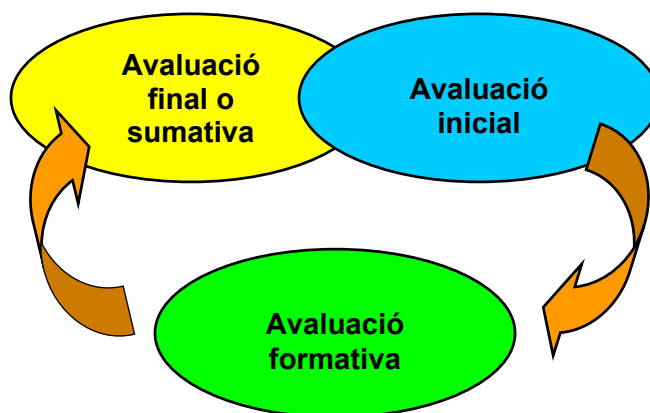 Avaluació
final o
sumativa
Avaluació
inicial
Avaluació
formativa